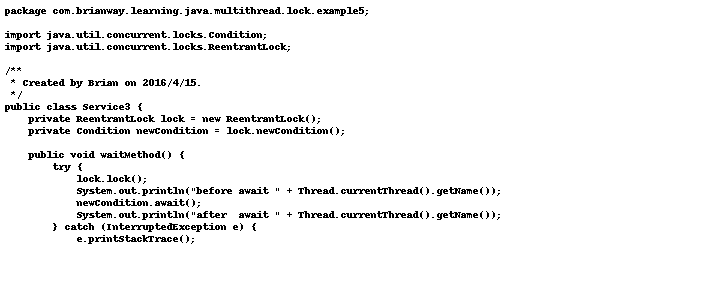 package com.brianway.learning.java.multithread.lock.example5;

import java.util.concurrent.locks.Condition;
import java.util.concurrent.locks.ReentrantLock;

/**
 * Created by Brian on 2016/4/15.
 */
public class Service3 {
    private ReentrantLock lock = new ReentrantLock();
    private Condition newCondition = lock.newCondition();

    public void waitMethod() {
        try {
            lock.lock();
            System.out.println("before await " + Thread.currentThread().getName());
            newCondition.await();
            System.out.println("after  await " + Thread.currentThread().getName());
        } catch (InterruptedException e) {
            e.printStackTrace();